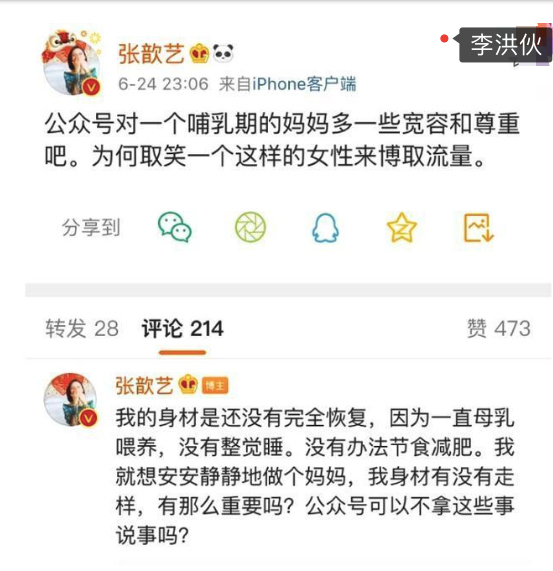 李洪伙
张歆艺
6-24 23:06 来自iPhone客户端
公众号对一个哺乳期的妈妈多一些宽容和尊重
吧。为何取笑一个这样的女性来博取流量。
分享到
转发 28 评论 214 赞 473
张歆艺 博主
我的身材是还没有完全恢复，因为一直母乳
喂养，没有整觉睡。没有办法节食减肥。我
就想安安静静地做个妈妈，我身材有没有走
样，有那么重要吗？公众号可以不拿这些事
说事吗？